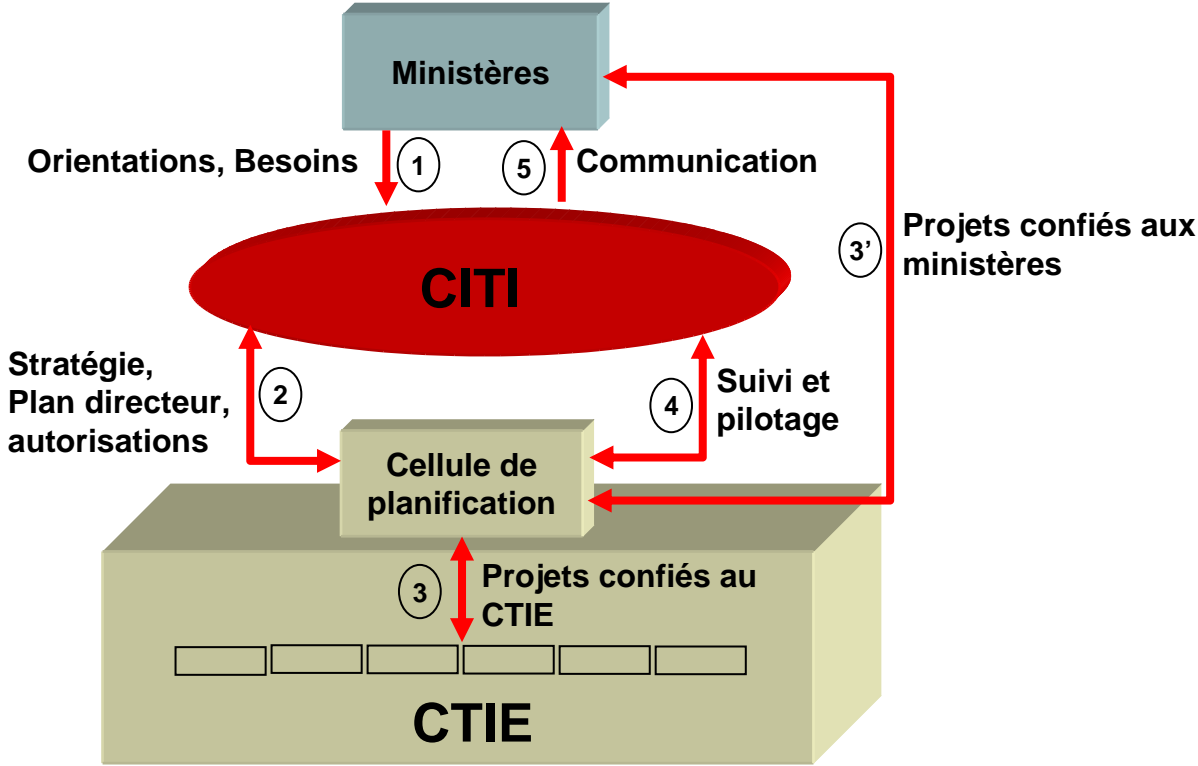 Ministères
Orientations, Besoins
1
5
Communication
Projets confiés aux
ministères
3’
CITI
Stratégie,
Plan directeur,
autorisations
2
4
Suivi et
pilotage
Cellule de
planification
3
Projets confiés au
CTIE
CTIE